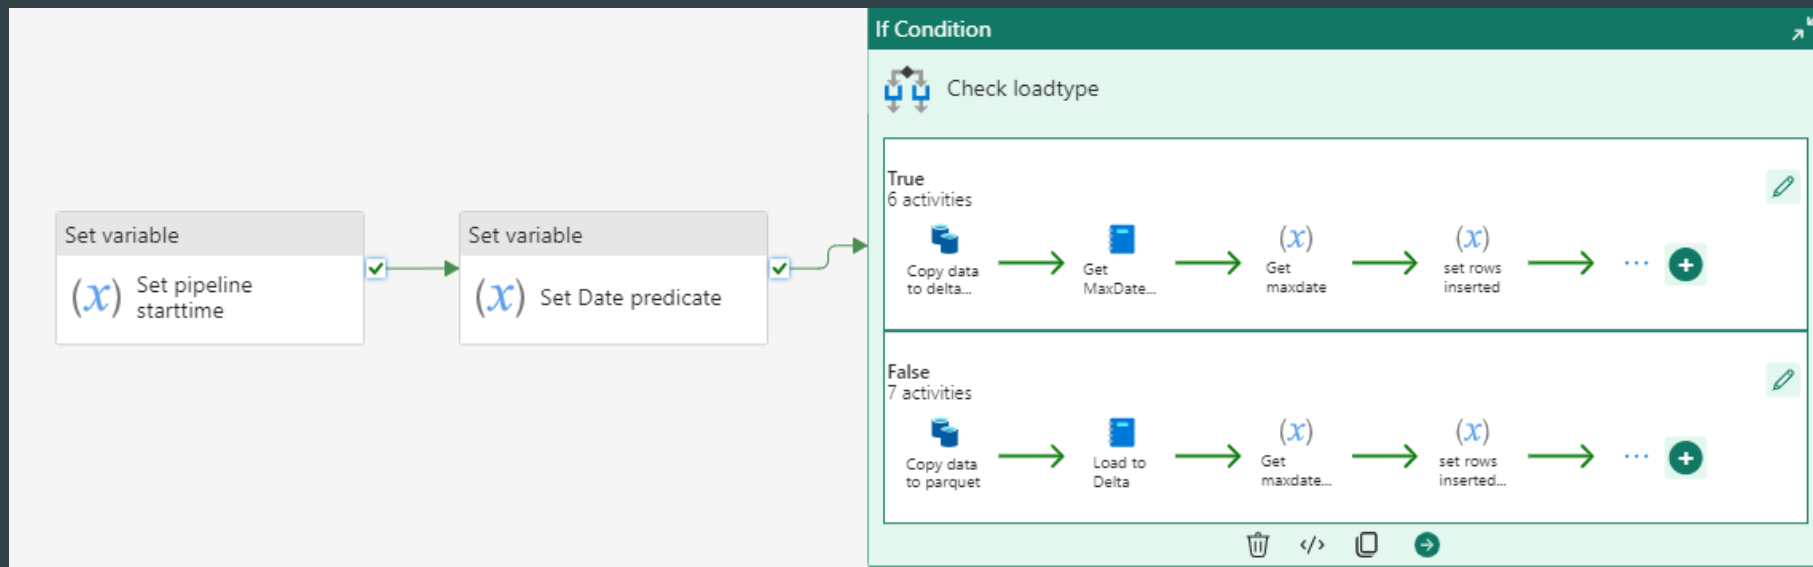 Set variable
(x)
Set pipeline
starttime
Set variable
(x)
Set Date predicate
If Condition
Check loadtype
True
6 activities
Copy data
to delta...
Get
MaxDate...
(x)
Get
maxdate
(x)
set rows
inserted
...
False
7 activities
Copy data
to parquet
Load to
Delta
(x)
Get
maxdate...
(x)
set rows
inserted...
...